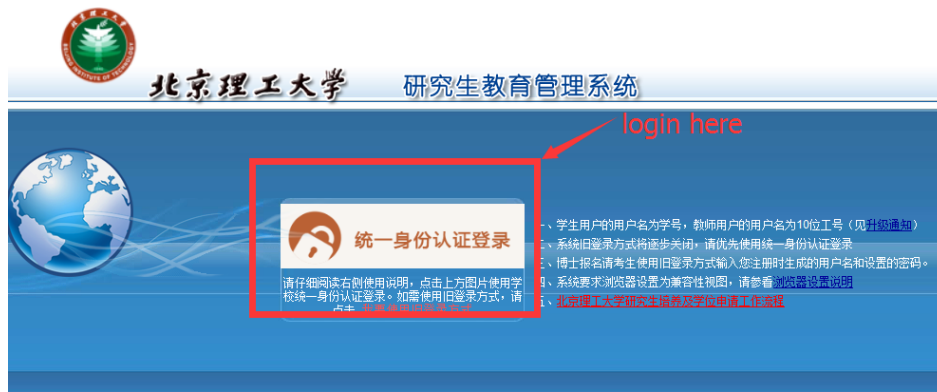 北京理工大学
研究生教育管理系统
login here
统一身份认证登录
请仔细阅读右侧使用说明，点击上方图片使用学
校统一身份认证登录。如需使用旧登录方式，请
点击
一、学生用户的用户名为学号，教师用户的用户名为10位工号（见升级通知）
二、系统旧登录方式将逐步关闭，请优先使用统一身份认证登录
三、博士报名请考生使用旧登录方式输入您注册时生成的用户名和设置的密码。
四、系统要求浏览器设置为兼容性视图，请参看浏览器设置说明
五、北京理工大学研究生培养及学位申请工作流程